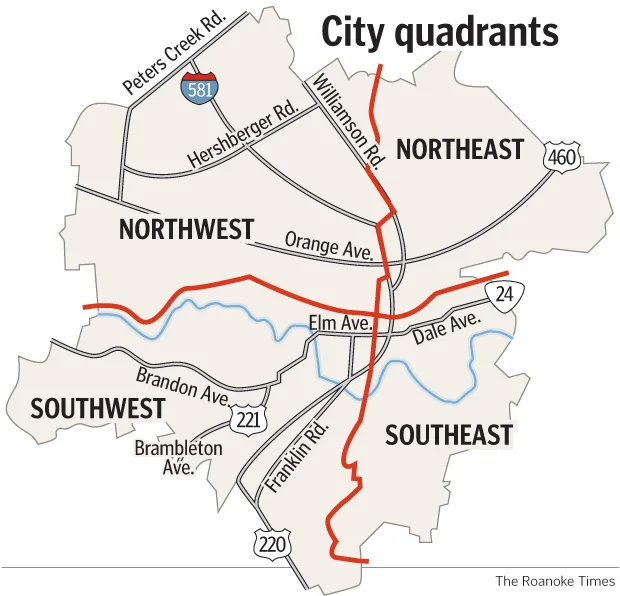 City quadrants
Peters Creek Rd.
581
Williamson Rd.
Hershberger Rd.
NORTHEAST
460
NORTHWEST
Orange Ave.
24
Elm Ave.
Dale Ave.
Brandon Ave.
SOUTHWEST
221
SOUTHEAST
Brambleton
Ave.
Franklin Rd.
220
The Roanoke Times